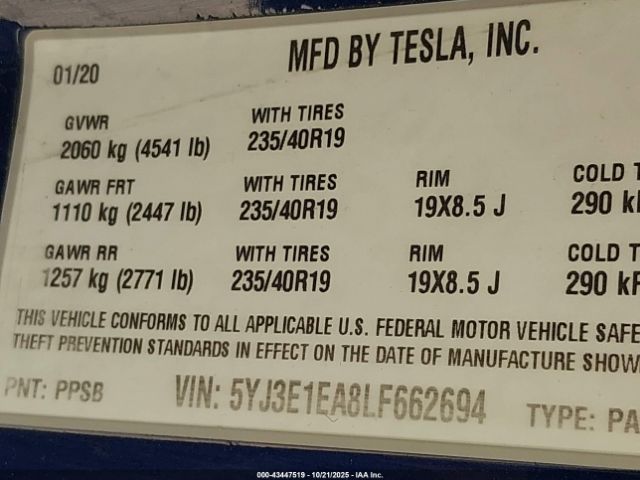 MFD BY TESLA, INC.
01/20
GVWR WITH TIRES
2060 kg (4541 lb) 235/40R19
GAWR FRT WITH TIRES RIM COLD T
1110 kg (2447 lb) 235/40R19 19X8.5 J 290 kP
GAWR RR WITH TIRES RIM COLD T
1257 kg (2771 lb) 235/40R19 19X8.5 J 290 kP
THIS VEHICLE CONFORMS TO ALL APPLICABLE U.S. FEDERAL MOTOR VEHICLE SAFE
THEFT PREVENTION STANDARDS IN EFFECT ON THE DATE OF MANUFACTURE SHOW
PNT: PPSB VIN: 5YJ3E1EA8LF662694 TYPE: PA
000-43447519 - 10/21/2025 - IAA Inc.